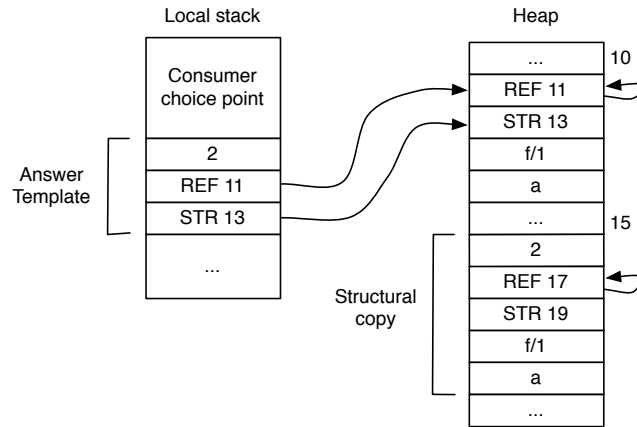 Local stack
Consumer
choice point
2
REF 11
STR 13
...
Answer
Template
Heap
... 10
REF 11
STR 13
f/1
a
... 15
2
REF 17
STR 19
f/1
a
...
Structural
copy